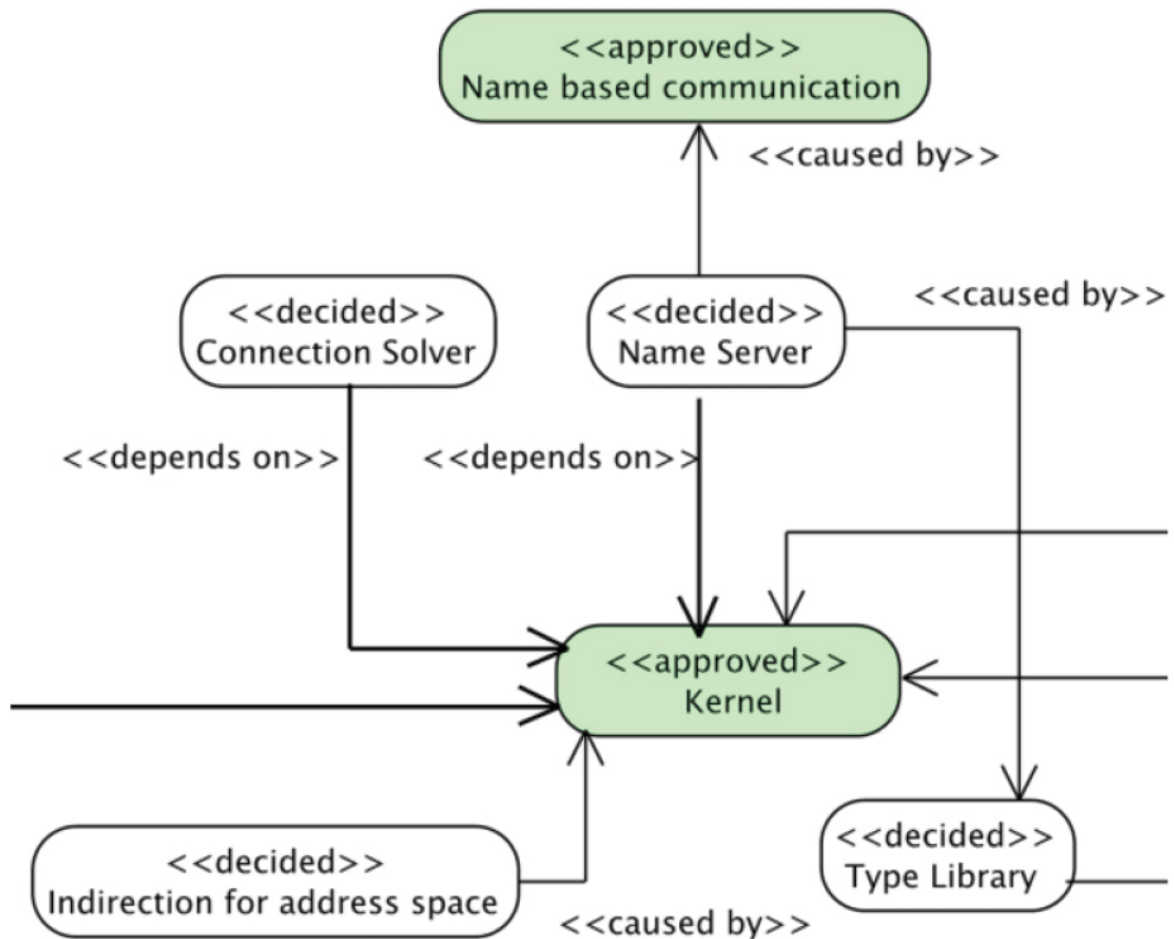 <<approved>>
Name based communication
<<caused by>>
<<decided>>
Connection Solver
<<decided>>
Name Server
<<caused by>>
<<depends on>>
<<depends on>>
<<approved>>
Kernel
<<decided>>
Indirection for address space
<<caused by>>
<<decided>>
Type Library